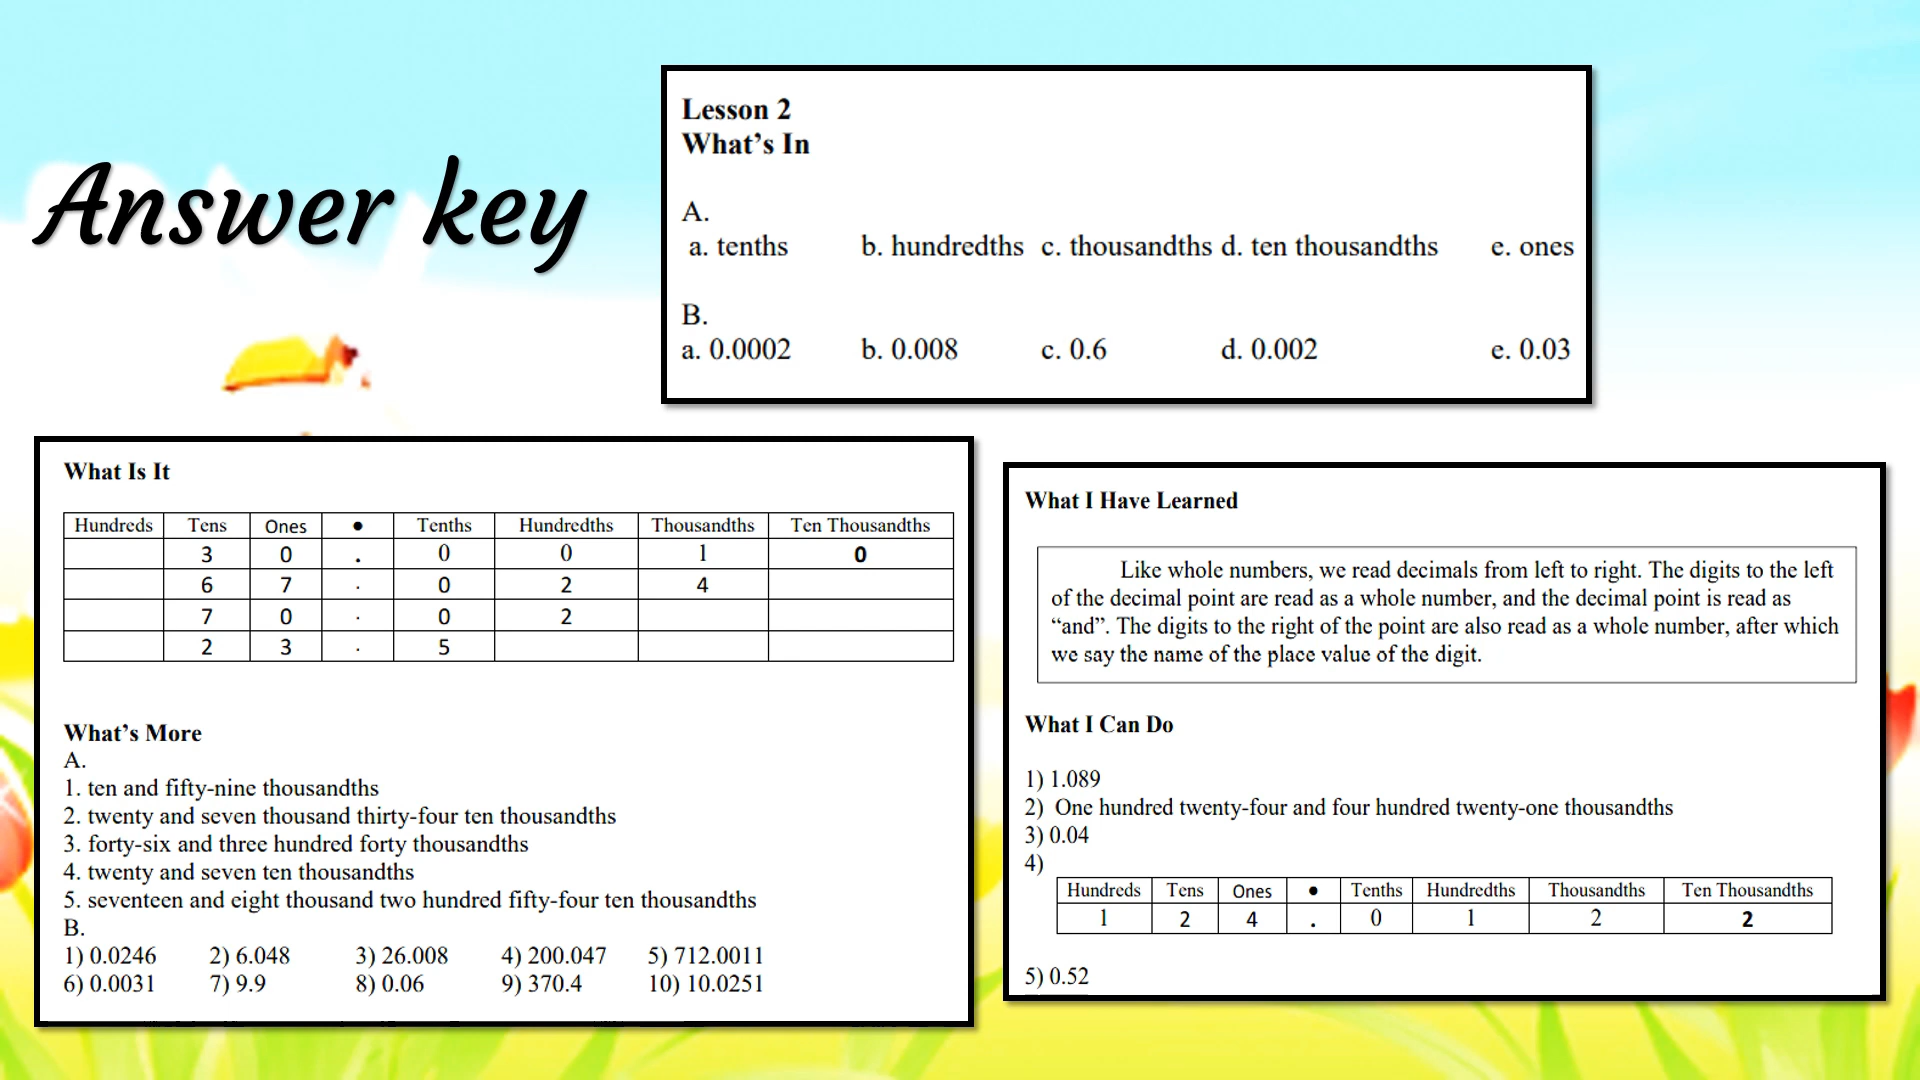 Answer key
Lesson 2
What’s In
A.
a. tenths b. hundredths c. thousandths d. ten thousandths e. ones
B.
a. 0.0002 b. 0.008 c. 0.6 d. 0.002 e. 0.03
What Is It
Hundreds Tens Ones ● Tenths Hundredths Thousandths Ten Thousandths
3 0 . 0 0 1 0
6 7 . 0 2 4
7 0 . 0 2
2 3 . 5
What’s More
A.
1. ten and fifty-nine thousandths
2. twenty and seven thousand thirty-four ten thousandths
3. forty-six and three hundred forty thousandths
4. twenty and seven ten thousandths
5. seventeen and eight thousand two hundred fifty-four ten thousandths
B.
1) 0.0246 2) 6.048 3) 26.008 4) 200.047 5) 712.0011
6) 0.0031 7) 9.9 8) 0.06 9) 370.4 10) 10.0251
What I Have Learned
Like whole numbers, we read decimals from left to right. The digits to the left
of the decimal point are read as a whole number, and the decimal point is read as
“and”. The digits to the right of the point are also read as a whole number, after which
we say the name of the place value of the digit.
What I Can Do
1) 1.089
2) One hundred twenty-four and four hundred twenty-one thousandths
3) 0.04
4)
Hundreds Tens Ones ● Tenths Hundredths Thousandths Ten Thousandths
1 2 4 . 0 1 2 2
5) 0.52